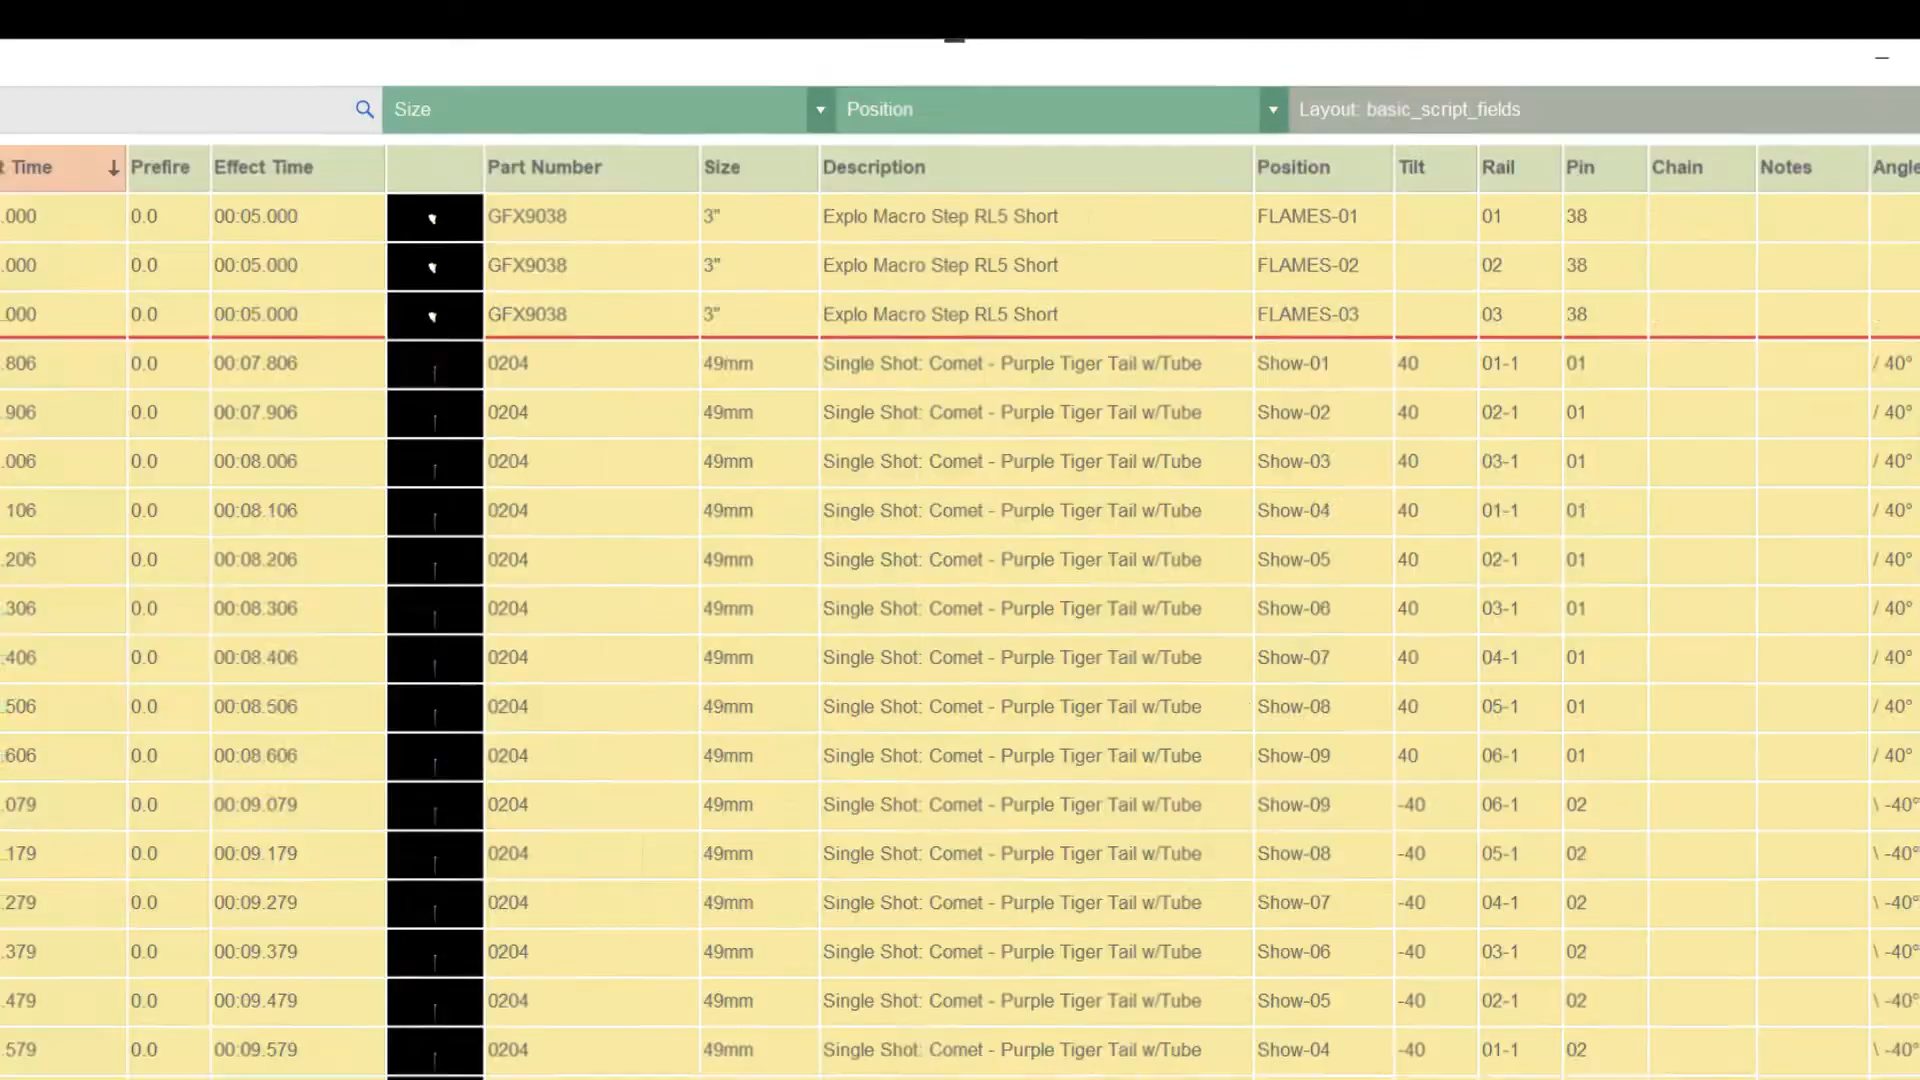 Size Position Layout: basic_script_fields
t Time Prefire Effect Time Part Number Size Description Position Tilt Rail Pin Chain Notes Angle
.000 0.0 00:05.000 GFX9038 3" Explo Macro Step RL5 Short FLAMES-01 01 38
.000 0.0 00:05.000 GFX9038 3" Explo Macro Step RL5 Short FLAMES-02 02 38
.000 0.0 00:05.000 GFX9038 3" Explo Macro Step RL5 Short FLAMES-03 03 38
.806 0.0 00:07.806 0204 49mm Single Shot: Comet - Purple Tiger Tail w/Tube Show-01 40 01-1 01 / 40°
.906 0.0 00:07.906 0204 49mm Single Shot: Comet - Purple Tiger Tail w/Tube Show-02 40 02-1 01 / 40°
.006 0.0 00:08.006 0204 49mm Single Shot: Comet - Purple Tiger Tail w/Tube Show-03 40 03-1 01 / 40°
106 0.0 00:08.106 0204 49mm Single Shot: Comet - Purple Tiger Tail w/Tube Show-04 40 01-1 01 / 40°
.206 0.0 00:08.206 0204 49mm Single Shot: Comet - Purple Tiger Tail w/Tube Show-05 40 02-1 01 / 40°
.306 0.0 00:08.306 0204 49mm Single Shot: Comet - Purple Tiger Tail w/Tube Show-06 40 03-1 01 / 40°
.406 0.0 00:08.406 0204 49mm Single Shot: Comet - Purple Tiger Tail w/Tube Show-07 40 04-1 01 / 40°
.506 0.0 00:08.506 0204 49mm Single Shot: Comet - Purple Tiger Tail w/Tube Show-08 40 05-1 01 / 40°
.606 0.0 00:08.606 0204 49mm Single Shot: Comet - Purple Tiger Tail w/Tube Show-09 40 06-1 01 / 40°
.079 0.0 00:09.079 0204 49mm Single Shot: Comet - Purple Tiger Tail w/Tube Show-09 -40 06-1 02 \ -40°
.179 0.0 00:09.179 0204 49mm Single Shot: Comet - Purple Tiger Tail w/Tube Show-08 -40 05-1 02 \ -40°
.279 0.0 00:09.279 0204 49mm Single Shot: Comet - Purple Tiger Tail w/Tube Show-07 -40 04-1 02 \ -40°
.379 0.0 00:09.379 0204 49mm Single Shot: Comet - Purple Tiger Tail w/Tube Show-06 -40 03-1 02 \ -40°
.479 0.0 00:09.479 0204 49mm Single Shot: Comet - Purple Tiger Tail w/Tube Show-05 -40 02-1 02 \ -40°
.579 0.0 00:09.579 0204 49mm Single Shot: Comet - Purple Tiger Tail w/Tube Show-04 -40 01-1 02 \ -40°